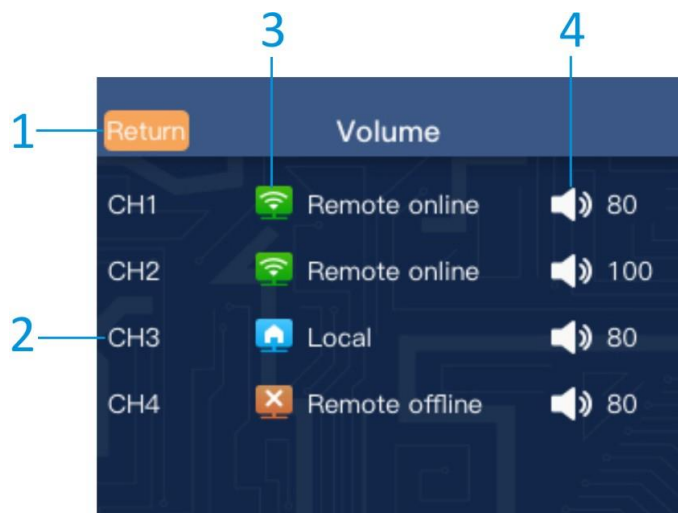 3 4
1 Return Volume
CH1 Remote online 80
CH2 Remote online 100
2 CH3 Local 80
CH4 Remote offline 80